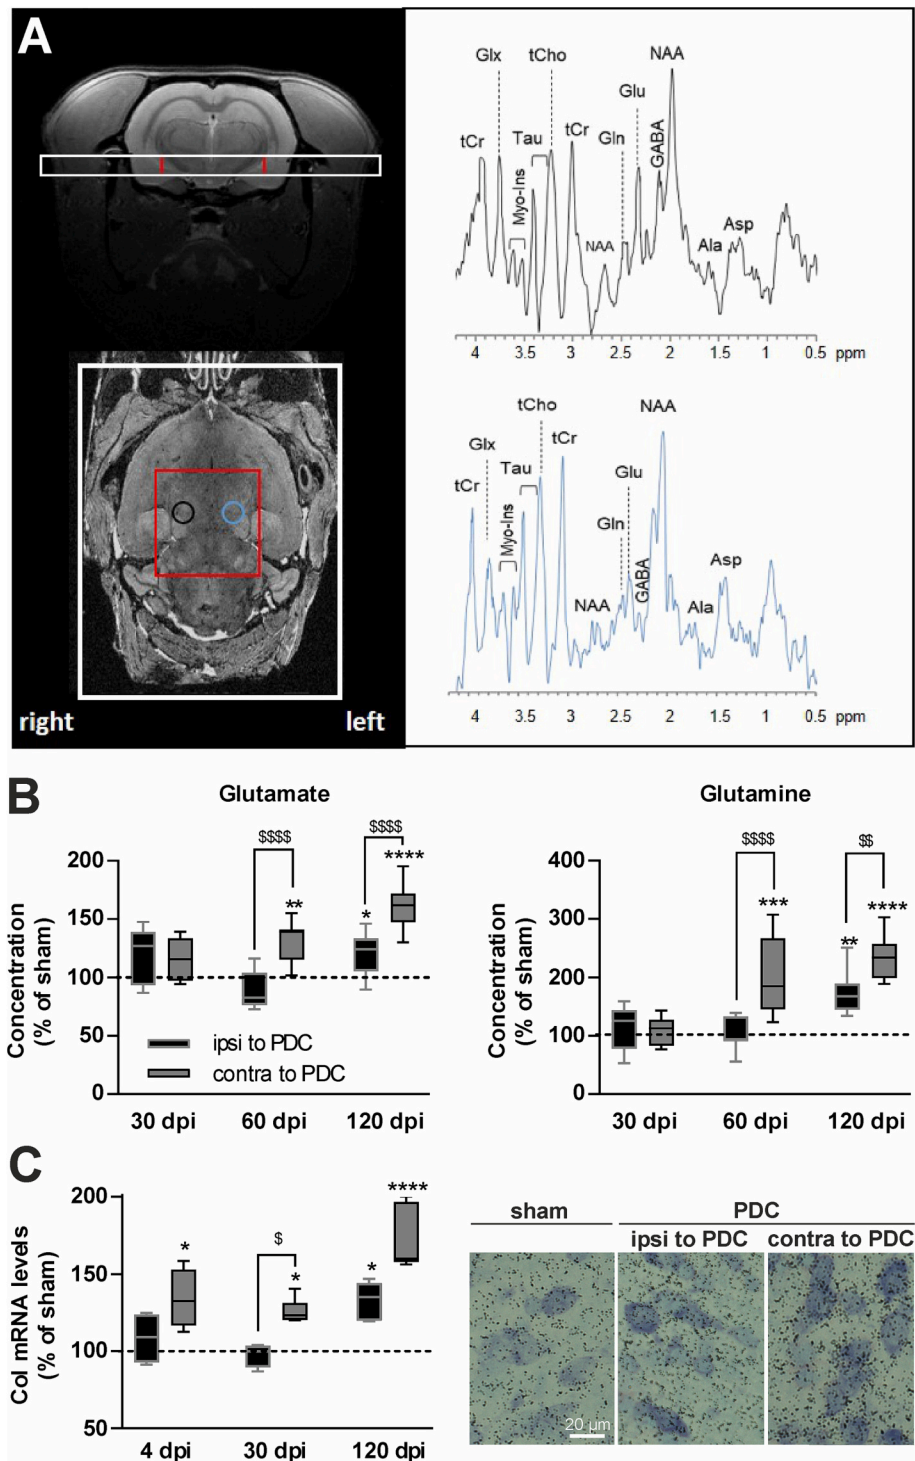 A
Glx
tCho
NAA
Glu
tCr
Tau
tCr
Gln
GABA
Myo-Ins
NAA
Ala
Asp
4 3.5 3 2.5 2 1.5 1 0.5 ppm
tCho
NAA
Glx
tCr
Tau
Glu
tCr
Gln
Myo-Ins
GABA
NAA
Ala
Asp
right left
4 3.5 3 2.5 2 1.5 1 0.5 ppm
B
Glutamate
Glutamine
Concentration
(% of sham)
200
150
100
50
0
$$$$
**
$$$$
*
****
ipsi to PDC
contra to PDC
30 dpi 60 dpi 120 dpi
Concentration
(% of sham)
400
300
200
100
0
$$$$
***
$$
**
****
30 dpi 60 dpi 120 dpi
C
Col mRNA levels
(% of sham)
200
150
100
50
*
$
*
*
****
4 dpi 30 dpi 120 dpi
sham PDC
ipsi to PDC contra to PDC
20 µm